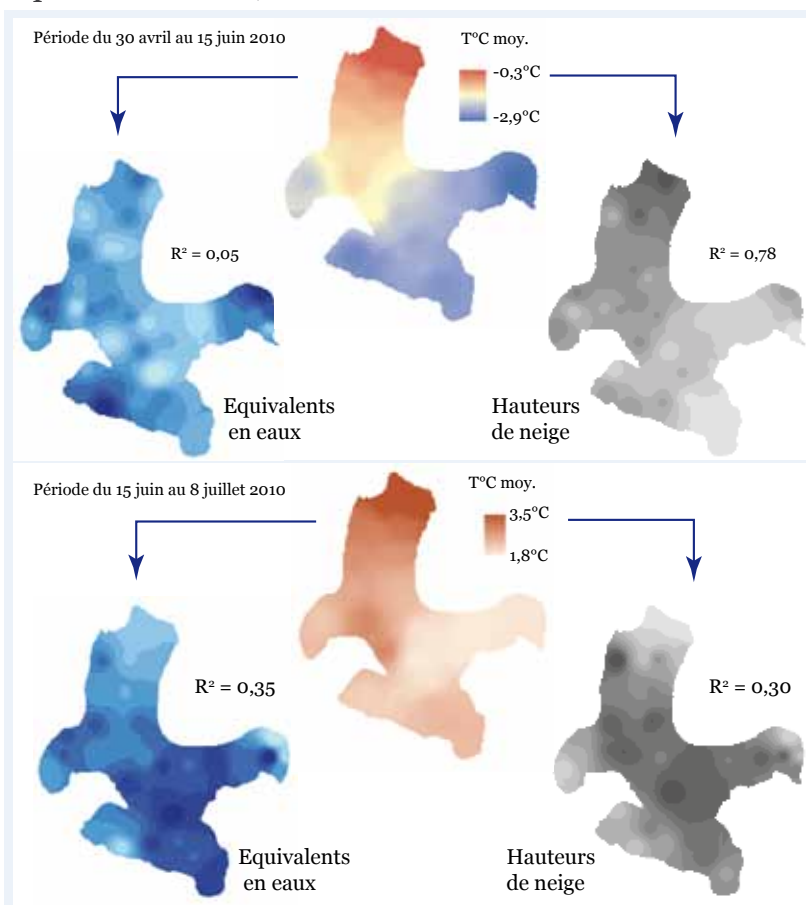 Période du 30 avril au 15 juin 2010
T°C moy.
-0,3°C
-2,9°C
R² = 0,05
R² = 0,78
Equivalents
en eaux
Hauteurs
de neige
Période du 15 juin au 8 juillet 2010
T°C moy.
3,5°C
1,8°C
R² = 0,35
R² = 0,30
Equivalents
en eaux
Hauteurs
de neige